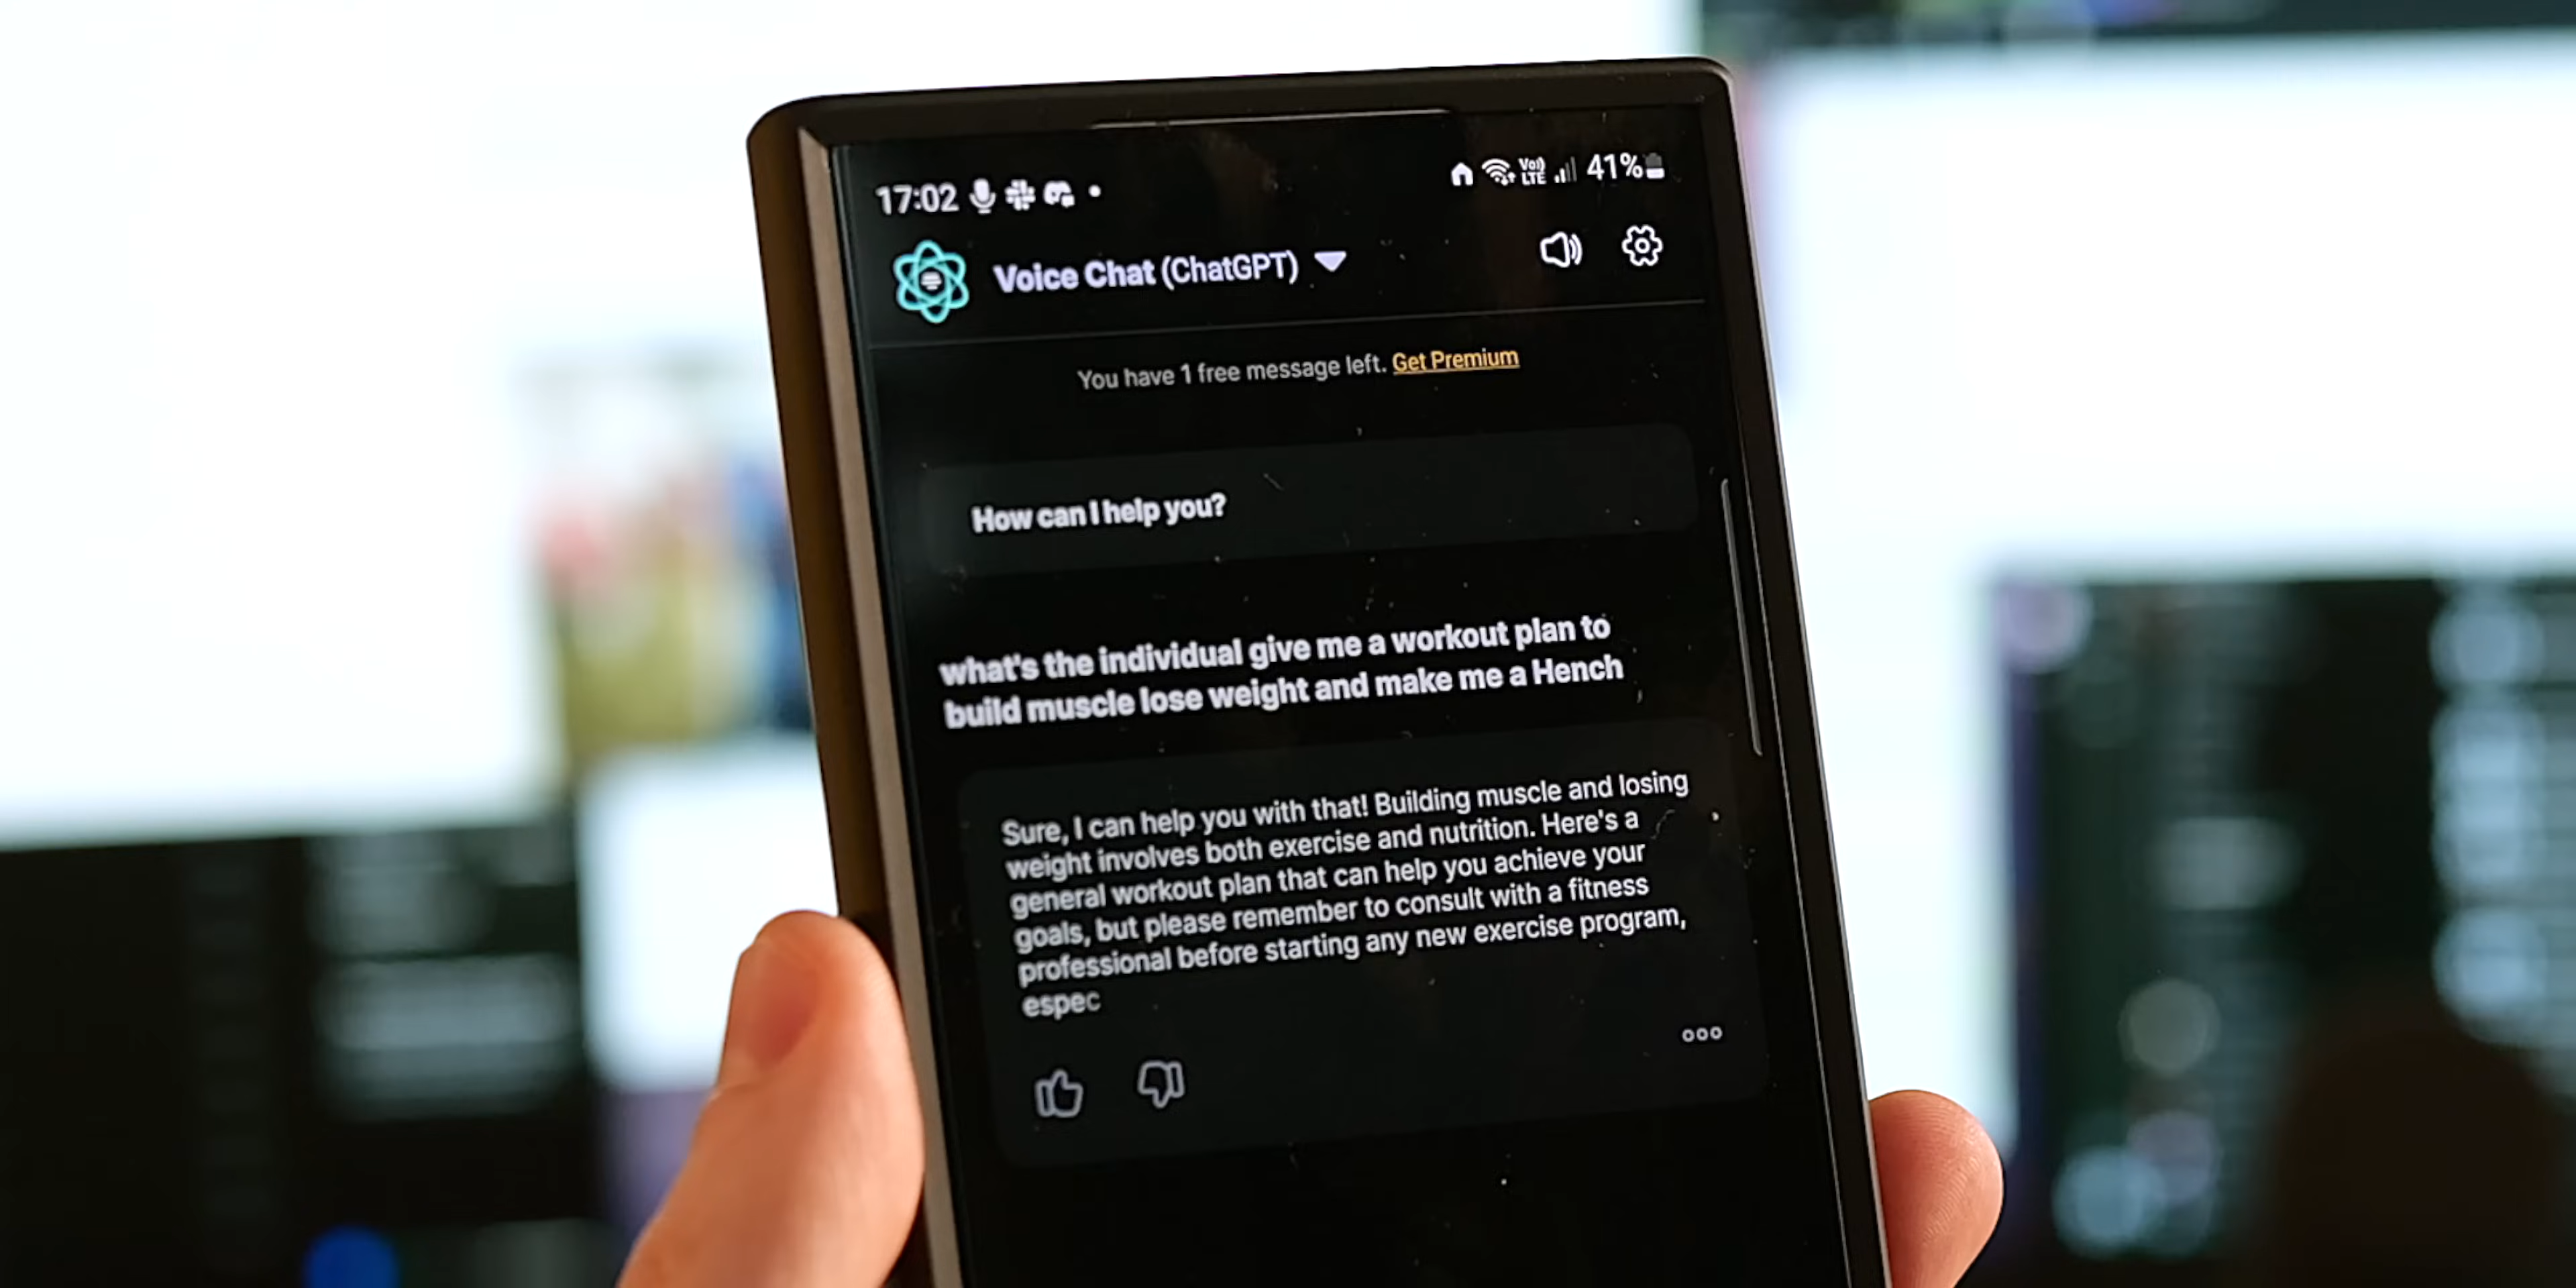 17:02 Vo) LTE 41%
Voice Chat (ChatGPT)
You have 1 free message left. Get Premium
How can I help you?
what's the individual give me a workout plan to
build muscle lose weight and make me a Hench
Sure, I can help you with that! Building muscle and losing
weight involves both exercise and nutrition. Here's a
general workout plan that can help you achieve your
goals, but please remember to consult with a fitness
professional before starting any new exercise program,
espec